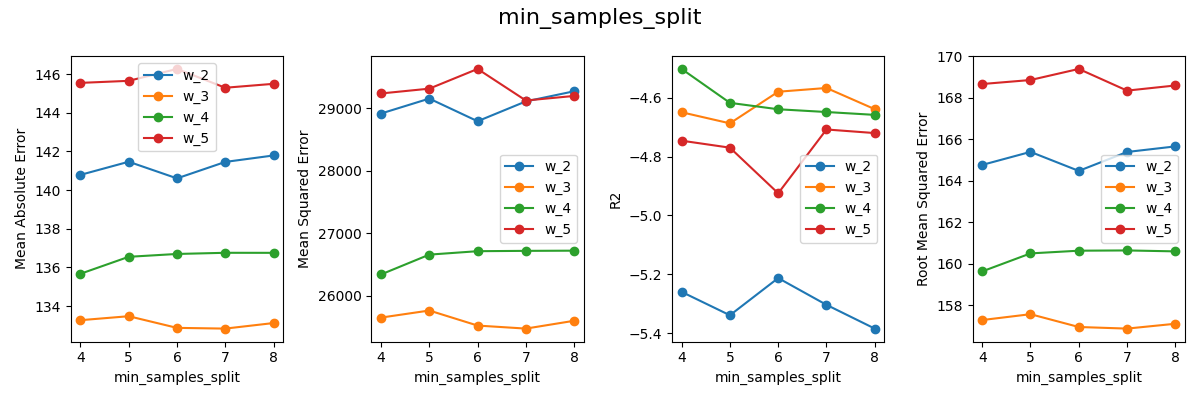 min_samples_split
Mean Absolute Error
146
144
142
140
138
136
134
4 5 6 7 8
min_samples_split
w_2
w_3
w_4
w_5
Mean Squared Error
29000
28000
27000
26000
4 5 6 7 8
min_samples_split
w_2
w_3
w_4
w_5
R2
−4.6
−4.8
−5.0
−5.2
−5.4
4 5 6 7 8
min_samples_split
w_2
w_3
w_4
w_5
Root Mean Squared Error
170
168
166
164
162
160
158
4 5 6 7 8
min_samples_split
w_2
w_3
w_4
w_5